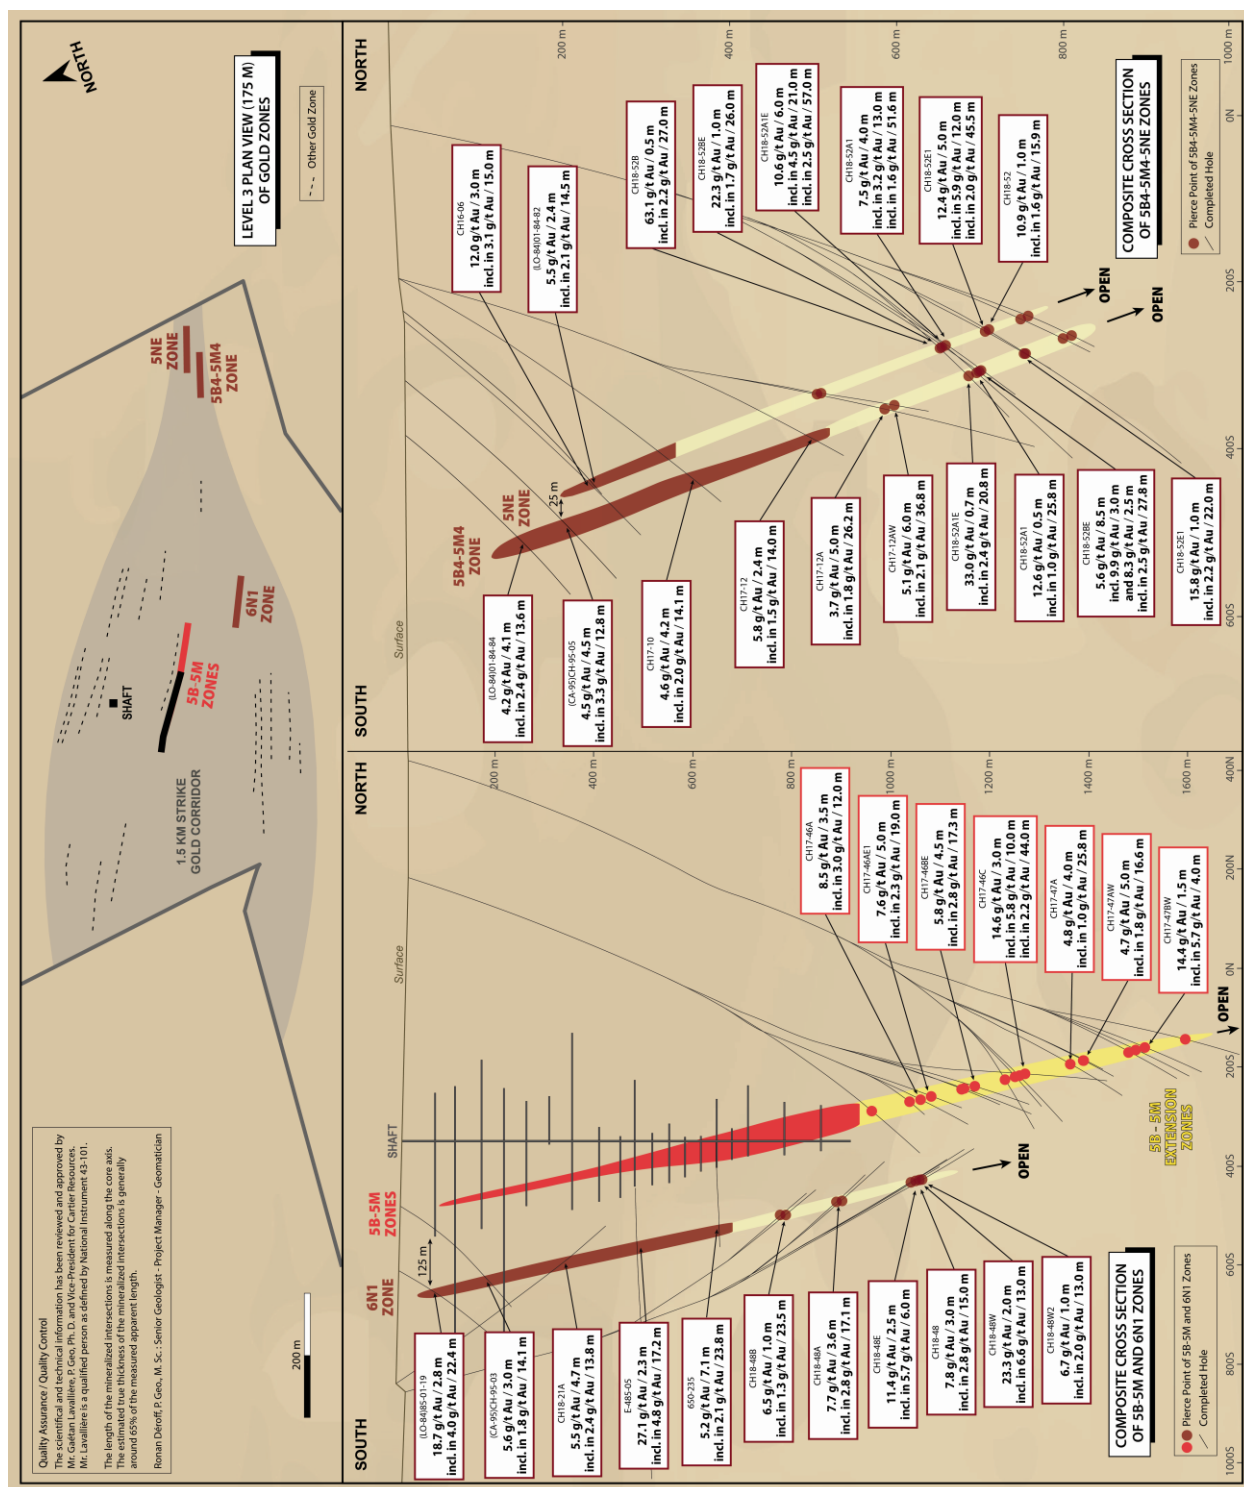 Quality Assurance / Quality Control
The scientifical and technical information has been reviewed and approved by
Mr. Gaétan Lavallière, P. Geo, Ph. D. and Vice-President for Cartier Resources.
Mr. Lavallière is qualified person as defined by National Instrument 43-101.
The length of the mineralized intersections is measured along the core axis.
The estimated true thickness of the mineralized intersections is generally
around 65% of the measured apparent length.
Ronan Déroff, P. Geo, M. Sc. : Senior Geologist - Project Manager - Geomatician
200 m
1.5 KM STRIKE
GOLD CORRIDOR
SHAFT
5B-5M
ZONES
6N1
ZONE
5NE
ZONE
5B4-5M4
ZONE
NORTH
LEVEL 3 PLAN VIEW (175 M)
OF GOLD ZONES
Other Gold Zone
SOUTH
NORTH
Surface
SHAFT
6N1
ZONE
125 m
5B-5M
ZONES
200 m
400 m
600 m
800 m
1000 m
1200 m
1400 m
1600 m
(LO-84)85-01-19
18.7 g/t Au / 2.8 m
incl. in 4.0 g/t Au / 22.4 m
(CA-95)CH-95-03
5.6 g/t Au / 3.0 m
incl. in 1.8 g/t Au / 14.1 m
CH18-21A
5.5 g/t Au / 4.7 m
incl. in 2.4 g/t Au / 13.8 m
E-485-05
27.1 g/t Au / 2.3 m
incl. in 4.8 g/t Au / 17.2 m
650-235
5.2 g/t Au / 7.1 m
incl. in 2.1 g/t Au / 23.8 m
CH18-48B
6.5 g/t Au / 1.0 m
incl. in 1.3 g/t Au / 23.5 m
CH18-48A
7.7 g/t Au / 3.6 m
incl. in 2.8 g/t Au / 17.1 m
CH18-48E
11.4 g/t Au / 2.5 m
incl. in 5.7 g/t Au / 6.0 m
CH18-48
7.8 g/t Au / 3.0 m
incl. in 2.8 g/t Au / 15.0 m
CH18-48W
23.3 g/t Au / 2.0 m
incl. in 6.6 g/t Au / 13.0 m
CH18-48W2
6.7 g/t Au / 1.0 m
incl. in 2.0 g/t Au / 13.0 m
CH17-46A
8.5 g/t Au / 3.5 m
incl. in 3.0 g/t Au / 12.0 m
CH17-46AE1
7.6 g/t Au / 5.0 m
incl. in 2.3 g/t Au / 19.0 m
CH17-46BE
5.8 g/t Au / 4.5 m
incl. in 2.8 g/t Au / 17.3 m
CH17-46C
14.6 g/t Au / 3.0 m
incl. in 5.8 g/t Au / 10.0 m
incl. in 2.2 g/t Au / 44.0 m
CH17-47A
4.8 g/t Au / 4.0 m
incl. in 1.0 g/t Au / 25.8 m
CH17-47AW
4.7 g/t Au / 5.0 m
incl. in 1.8 g/t Au / 16.6 m
CH17-47BW
14.4 g/t Au / 1.5 m
incl. in 5.7 g/t Au / 4.0 m
OPEN
OPEN
5B - 5M
EXTENSION
ZONES
COMPOSITE CROSS SECTION
OF 5B-5M AND 6N1 ZONES
Pierce Point of 5B-5M and 6N1 Zones
Completed Hole
1000S
800S
600S
400S
200S
0N
200N
400N
SOUTH
NORTH
Surface
5B4-5M4
ZONE
5NE
ZONE
25 m
200 m
400 m
600 m
800 m
1000 m
(LO-84)01-84-84
4.2 g/t Au / 4.1 m
incl. in 2.4 g/t Au / 13.6 m
(CA-95)CH-95-05
4.5 g/t Au / 4.5 m
incl. in 3.3 g/t Au / 12.8 m
CH17-10
4.6 g/t Au / 4.2 m
incl. in 2.0 g/t Au / 14.1 m
CH17-12
5.8 g/t Au / 2.4 m
incl. in 1.5 g/t Au / 14.0 m
CH17-12A
3.7 g/t Au / 5.0 m
incl. in 1.8 g/t Au / 26.2 m
CH17-12AW
5.1 g/t Au / 6.0 m
incl. in 2.1 g/t Au / 36.8 m
CH18-52A1E
33.0 g/t Au / 0.7 m
incl. in 2.4 g/t Au / 20.8 m
CH18-52A1
12.6 g/t Au / 0.5 m
incl. in 1.0 g/t Au / 25.8 m
CH18-52BE
5.6 g/t Au / 8.5 m
incl. 9.9 g/t Au / 3.0 m
and 8.3 g/t Au / 2.5 m
incl. in 2.5 g/t Au / 27.8 m
CH18-52E1
15.8 g/t Au / 1.0 m
incl. in 2.2 g/t Au / 22.0 m
CH16-06
12.0 g/t Au / 3.0 m
incl. in 3.1 g/t Au / 15.0 m
(LO-84)01-84-82
5.5 g/t Au / 2.4 m
incl. in 2.1 g/t Au / 14.5 m
CH18-52B
63.1 g/t Au / 0.5 m
incl. in 2.2 g/t Au / 27.0 m
CH18-52BE
22.3 g/t Au / 1.0 m
incl. in 1.7 g/t Au / 26.0 m
CH18-52A1E
10.6 g/t Au / 6.0 m
incl. in 4.5 g/t Au / 21.0 m
incl. in 2.5 g/t Au / 57.0 m
CH18-52A1
7.5 g/t Au / 4.0 m
incl. in 3.2 g/t Au / 13.0 m
incl. in 1.6 g/t Au / 51.6 m
CH18-52E1
12.4 g/t Au / 5.0 m
incl. in 5.9 g/t Au / 12.0 m
incl. in 2.0 g/t Au / 45.5 m
CH18-52
10.9 g/t Au / 1.0 m
incl. in 1.6 g/t Au / 15.9 m
OPEN
OPEN
COMPOSITE CROSS SECTION
OF 5B4-5M4-5NE ZONES
Pierce Point of 5B4-5M4-5NE Zones
Completed Hole
600S
400S
200S
0N